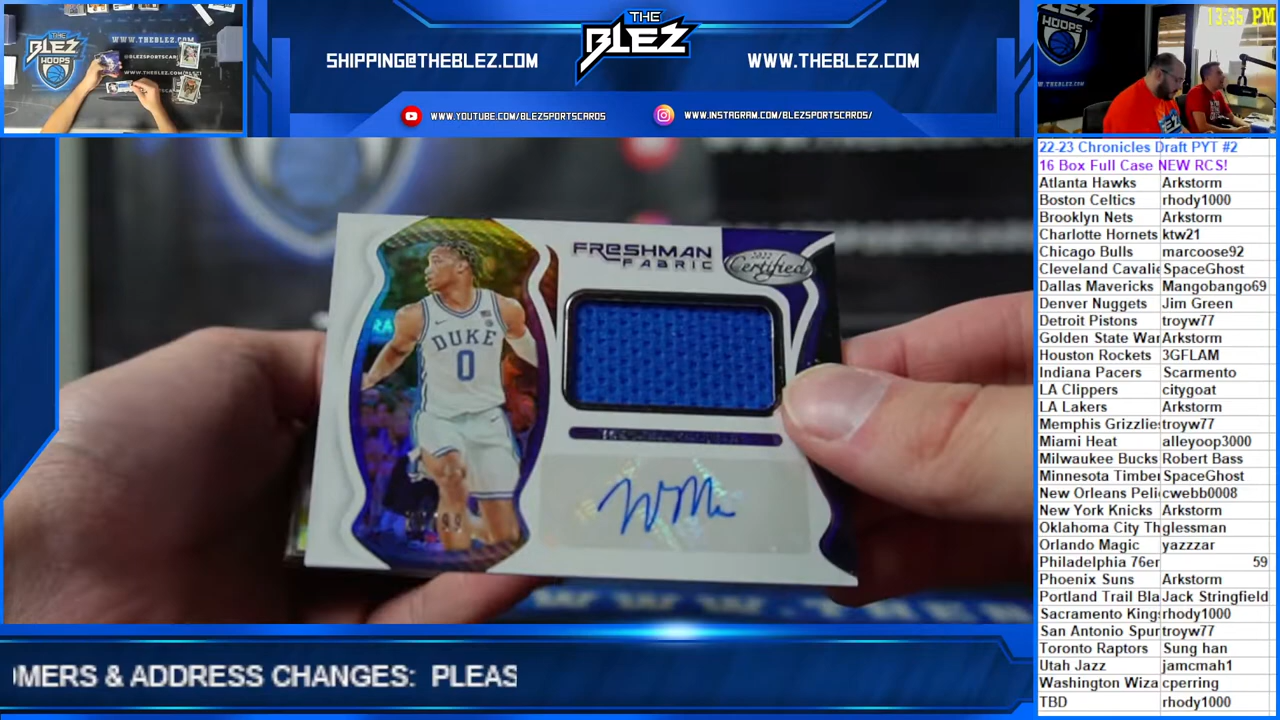 THE
BLEZ
SHIPPING@THEBLEZ.COM
WWW.THEBLEZ.COM
WWW.YOUTUBE.COM/BLEZSPORTSCARDS
WWW.INSTAGRAM.COM/BLEZSPORTSCARDS/
BLEZ
HOOPS
WWW.THEBLEZ
HOOPS
13:35 PM
22-23 Chronicles Draft PYT #2
16 Box Full Case NEW RCS!
Atlanta Hawks Arkstorm
Boston Celtics rhody1000
Brooklyn Nets Arkstorm
Charlotte Hornets ktw21
Chicago Bulls marcoose92
Cleveland Cavalie SpaceGhost
Dallas Mavericks Mangobango69
Denver Nuggets Jim Green
Detroit Pistons troyw77
Golden State War Arkstorm
Houston Rockets 3GFLAM
Indiana Pacers Scarmento
LA Clippers citygoat
LA Lakers Arkstorm
Memphis Grizzlies troyw77
Miami Heat alleyoop3000
Milwaukee Bucks Robert Bass
Minnesota Timber SpaceGhost
New Orleans Peli cwebb0008
New York Knicks Arkstorm
Oklahoma City Th glessman
Orlando Magic yazzzar
Philadelphia 76er 59
Phoenix Suns Arkstorm
Portland Trail Bla Jack Stringfield
Sacramento King rhody1000
San Antonio Spur troyw77
Toronto Raptors Sung han
Utah Jazz jamcmah1
Washington Wiza cperring
TBD rhody1000
FRESHMAN
FABRIC
Certified
DUKE
0
OMERS & ADDRESS CHANGES: PLEAS